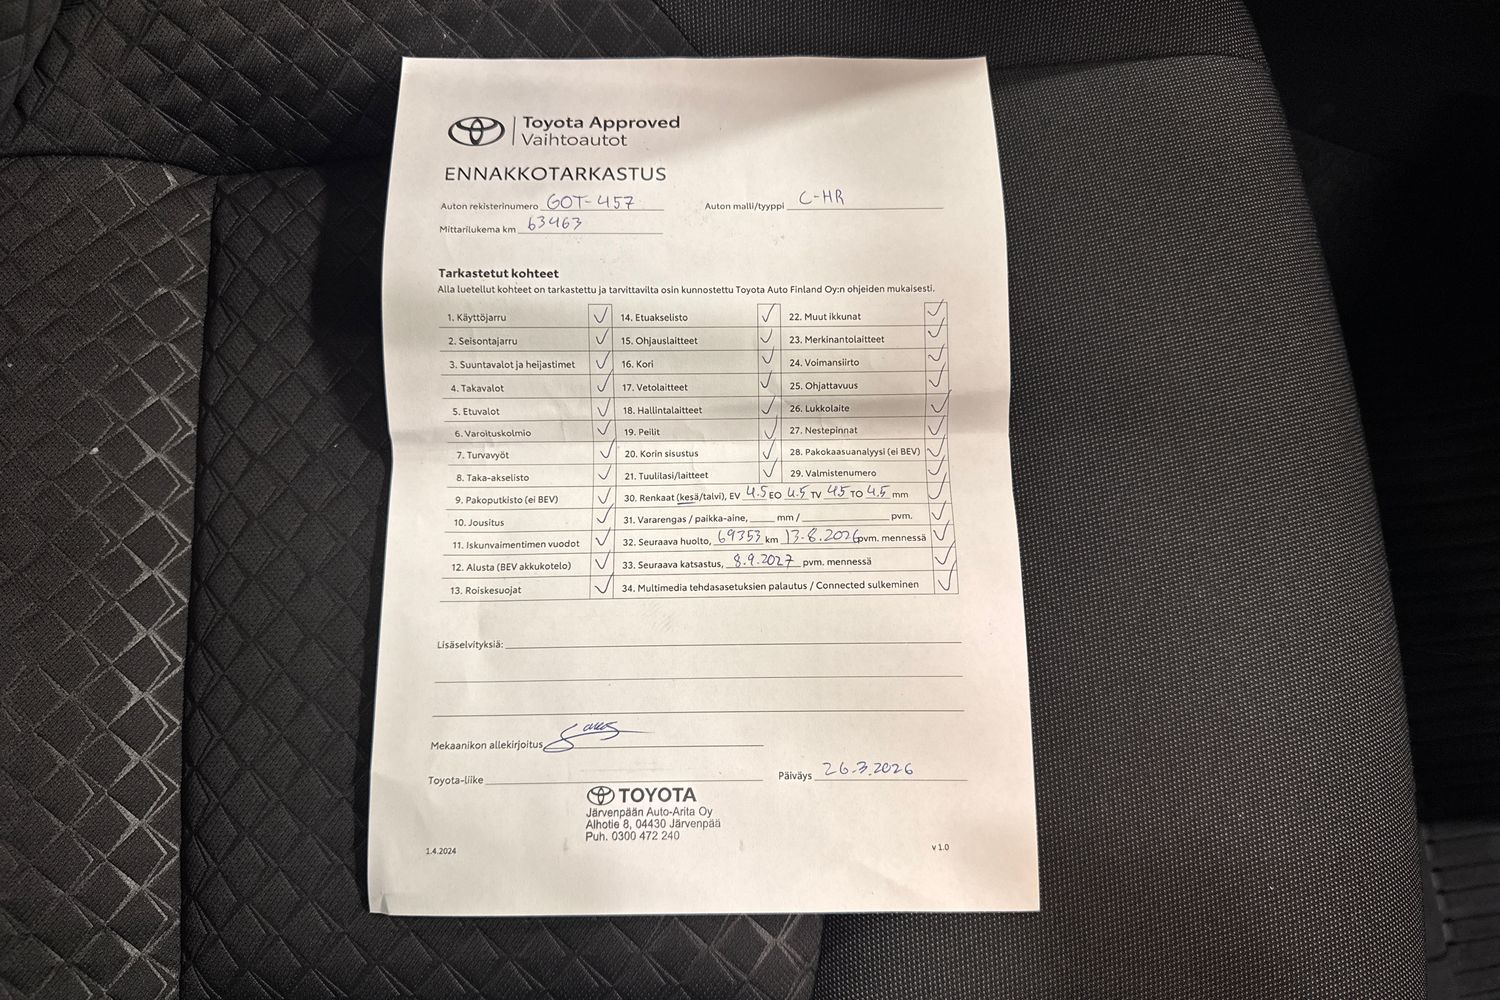 Toyota Approved
Vaihtoautot
ENNAKKOTARKASTUS
Auton rekisterinumero GOT-457 Auton malli/tyyppi C-HR
Mittarilukema km 63463
Tarkastetut kohteet
Alla luetellut kohteet on tarkastettu ja tarvittavilta osin kunnostettu Toyota Auto Finland Oy:n ohjeiden mukaisesti.
1. Käyttöjarru ✓ 14. Etuakselisto ✓ 22. Muut ikkunat ✓
2. Seisontajarru ✓ 15. Ohjauslaitteet ✓ 23. Merkinantolaitteet ✓
3. Suuntavalot ja heijastimet ✓ 16. Kori ✓ 24. Voimansiirto ✓
4. Takavalot ✓ 17. Vetolaitteet ✓ 25. Ohjattavuus ✓
5. Etuvalot ✓ 18. Hallintalaitteet ✓ 26. Lukkolaite ✓
6. Varoituskolmio ✓ 19. Peilit ✓ 27. Nestepinnat ✓
7. Turvavyöt ✓ 20. Korin sisustus ✓ 28. Pakokaasuanalyysi (ei BEV) ✓
8. Taka-akselisto ✓ 21. Tuulilasi/laitteet ✓ 29. Valmistenumero ✓
9. Pakoputkisto (ei BEV) ✓ 30. Renkaat (kesä/talvi), EV 4.5 EO 4.5 TV 4.5 TO 4.5 mm ✓
10. Jousitus ✓ 31. Vararengas / paikka-aine, ____ mm / ____ pvm. ✓
11. Iskunvaimentimen vuodot ✓ 32. Seuraava huolto, 69353 km 13.8.2026 pvm. mennessä ✓
12. Alusta (BEV akkukotelo) ✓ 33. Seuraava katsastus, 8.9.2027 pvm. mennessä ✓
13. Roiskesuojat ✓ 34. Multimedia tehdasasetuksien palautus / Connected sulkeminen ✓
Lisäselvityksiä:
Mekaanikon allekirjoitus
Toyota-liike Päiväys 26.3.2026
TOYOTA
Järvenpään Auto-Arita Oy
Alhotie 8, 04430 Järvenpää
Puh. 0300 472 240
1.4.2024 v 1.0